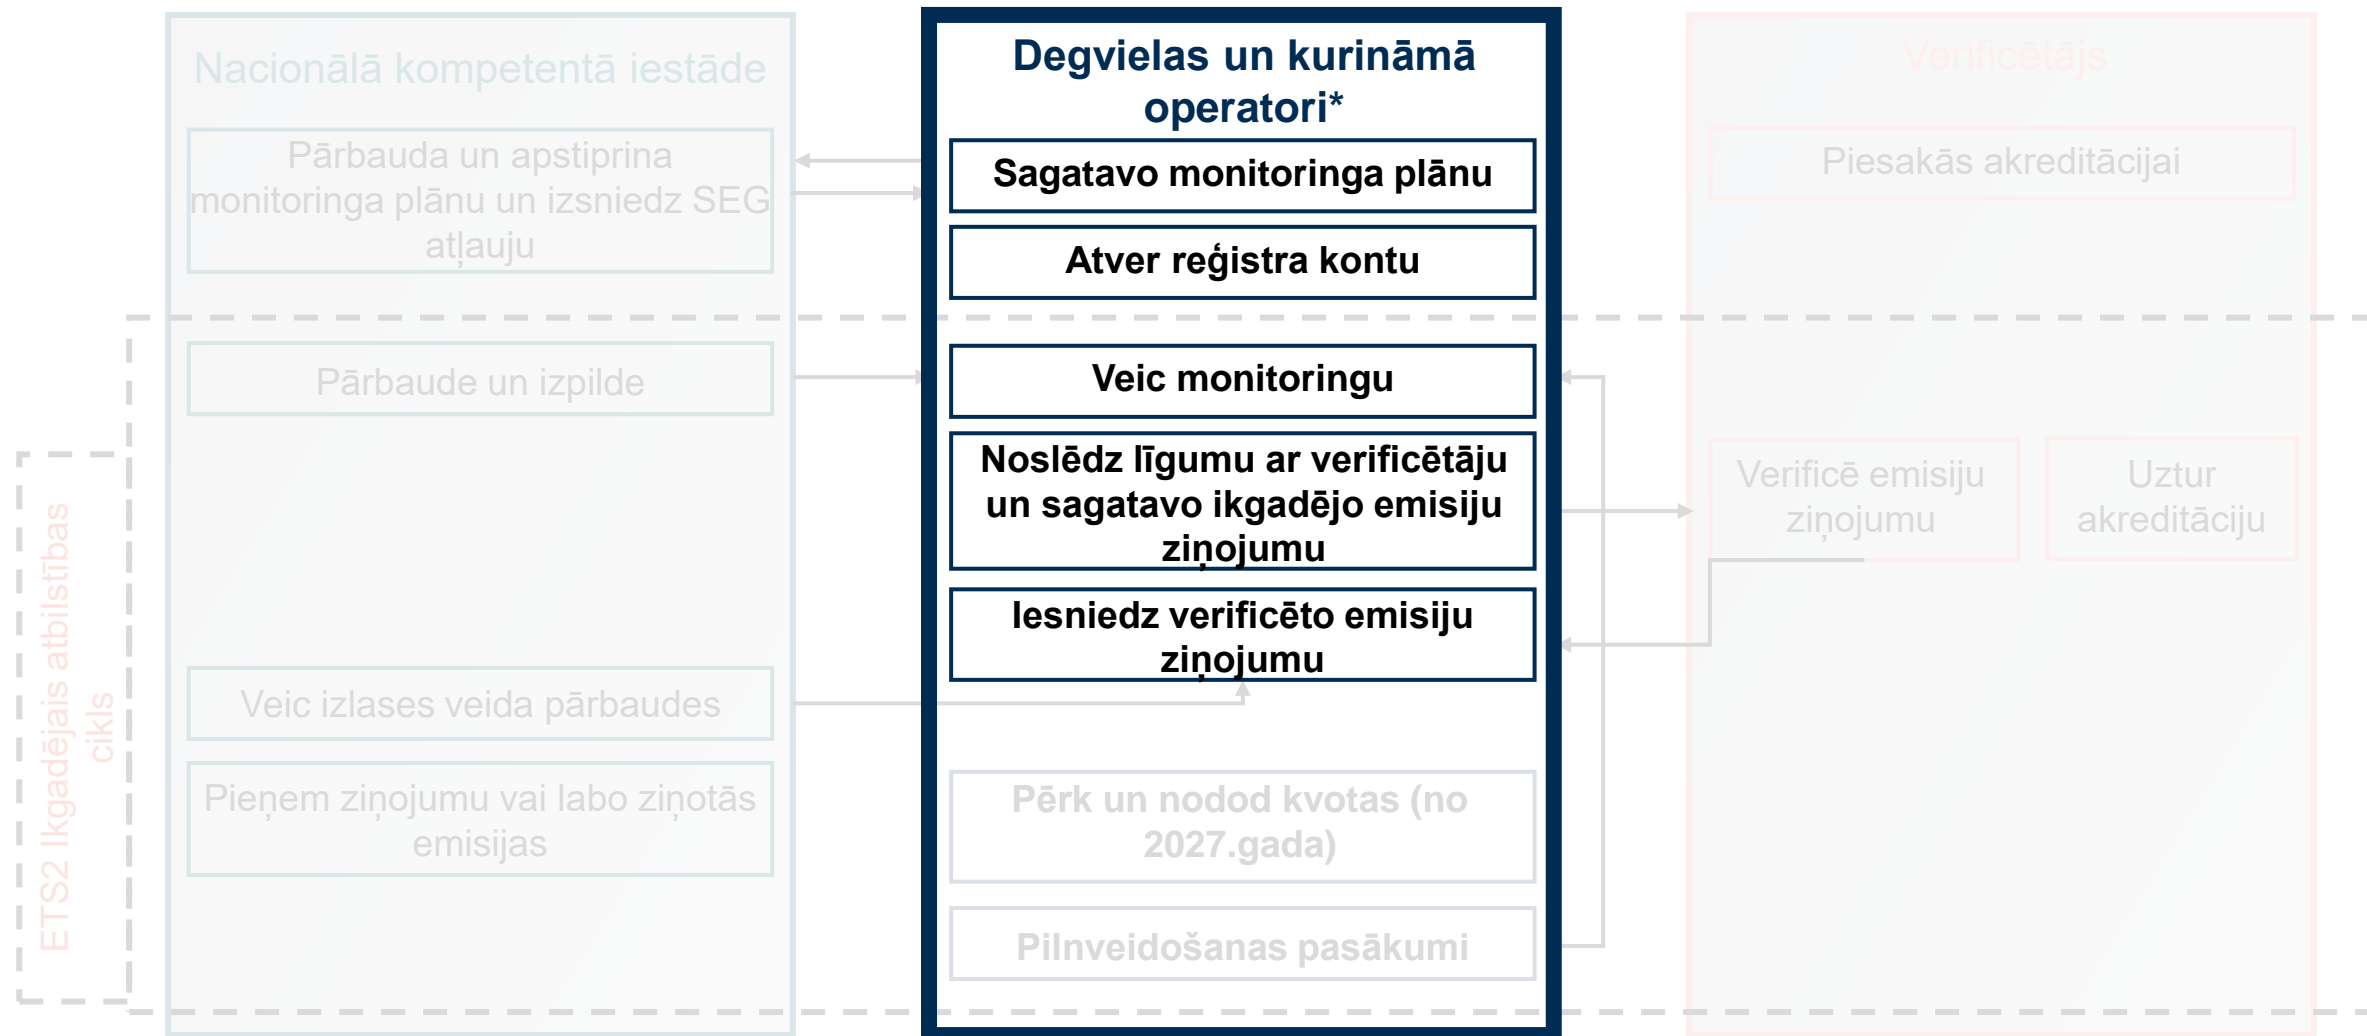 Nacionālā kompetentā iestāde
Pārbauda un apstiprina
monitoringa plānu un izsniedz SEG
atļauju
Pārbaude un izpilde
Veic izlases veida pārbaudes
Pieņem ziņojumu vai labo ziņotās
emisijas
ETS2 Ikgadējais atbilstības
cikls
Degvielas un kurināmā
operatori*
Sagatavo monitoringa plānu
Atver reģistra kontu
Veic monitoringu
Noslēdz līgumu ar verificētāju
un sagatavo ikgadējo emisiju
ziņojumu
Iesniedz verificēto emisiju
ziņojumu
Pērk un nodod kvotas (no
2027.gada)
Pilnveidošanas pasākumi
Verificētājs
Piesakās akreditācijai
Verificē emisiju
ziņojumu
Uztur
akreditāciju